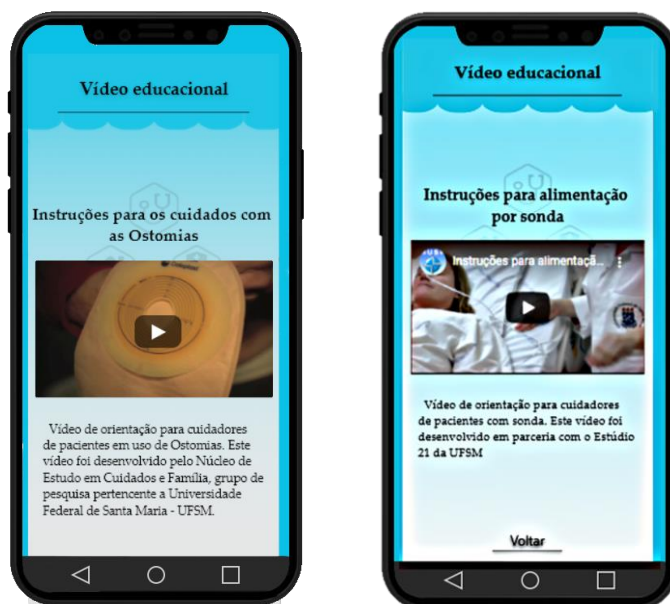 Vídeo educacional
Instruções para os cuidados com
as Ostomias
Vídeo de orientação para cuidadores
de pacientes em uso de Ostomias. Este
vídeo foi desenvolvido pelo Núcleo de
Estudo em Cuidados e Família, grupo de
pesquisa pertencente a Universidade
Federal de Santa Maria - UFSM.
Vídeo educacional
Instruções para alimentação
por sonda
Instruções para alimentaçã...
Vídeo de orientação para cuidadores
de pacientes com sonda. Este vídeo foi
desenvolvido em parceria com o Estúdio
21 da UFSM
Voltar